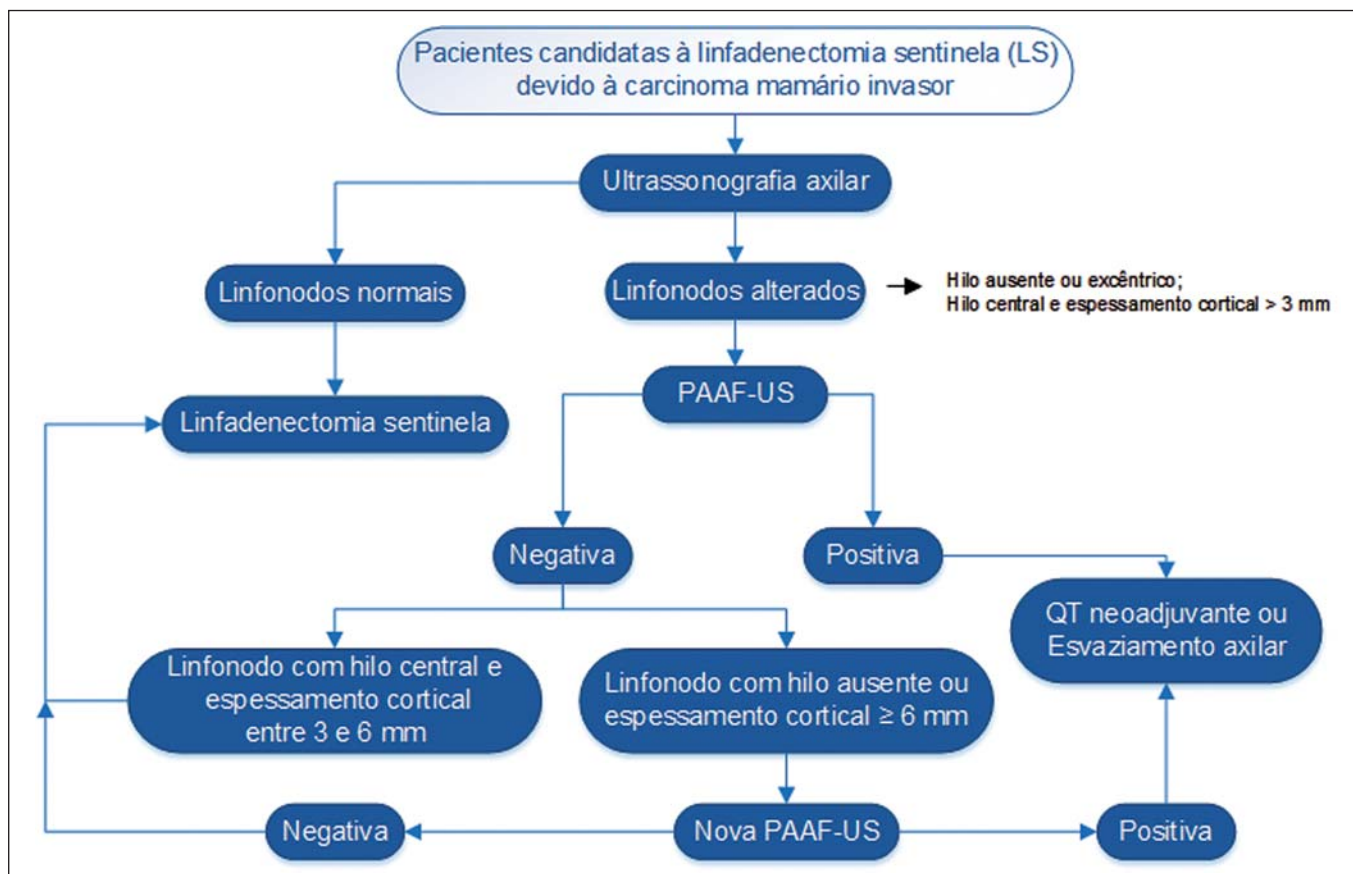 Pacientes candidatas à linfadenectomia sentinela (LS)
devido à carcinoma mamário invasor
Ultrassonografia axilar
Linfonodos normais
Linfonodos alterados
Hilo ausente ou excêntrico;
Hilo central e espessamento cortical > 3 mm
PAAF-US
Linfadenectomia sentinela
Negativa
Positiva
QT neoadjuvante ou
Esvaziamento axilar
Linfonodo com hilo central e
espessamento cortical
entre 3 e 6 mm
Linfonodo com hilo ausente ou
espessamento cortical ≥ 6 mm
Negativa
Nova PAAF-US
Positiva